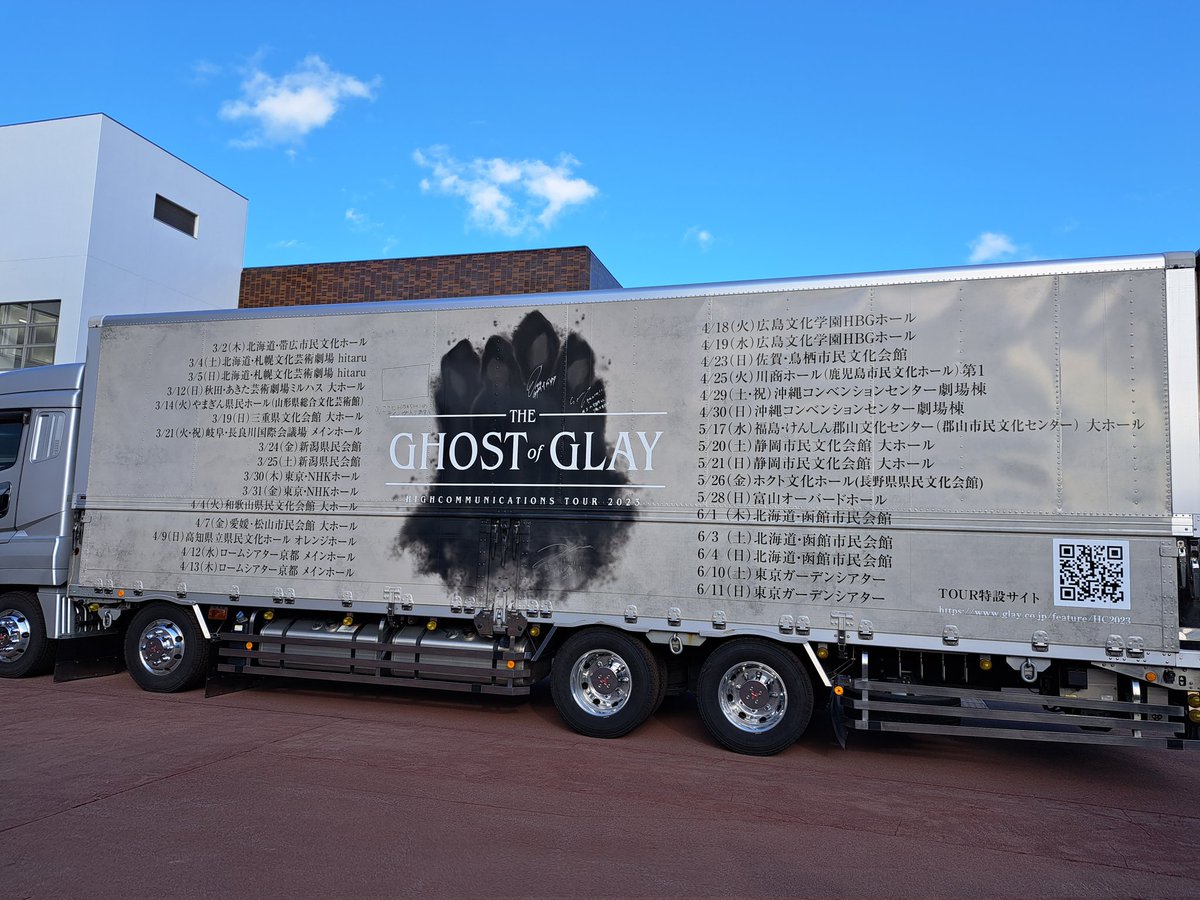 3/2(木)北海道・帯広市民文化ホール
3/4(土)北海道・札幌文化芸術劇場 hitaru
3/5(日)北海道・札幌文化芸術劇場 hitaru
3/12(日)秋田・あきた芸術劇場ミルハス 大ホール
3/14(火)やまぎん県民ホール(山形県総合文化芸術館)
3/19(日)三重県文化会館 大ホール
3/21(火・祝)岐阜・長良川国際会議場 メインホール
3/24(金)新潟県民会館
3/25(土)新潟県民会館
3/30(木)東京・NHKホール
3/31(金)東京・NHKホール
4/4(火)和歌山県民文化会館 大ホール
4/7(金)愛媛・松山市民会館 大ホール
4/9(日)高知県立県民文化ホール オレンジホール
4/12(水)ロームシアター京都 メインホール
4/13(木)ロームシアター京都 メインホール
THE
GHOST of GLAY
HIGHCOMMUNICATIONS TOUR 2023
4/18(火)広島文化学園HBGホール
4/19(水)広島文化学園HBGホール
4/23(日)佐賀・鳥栖市民文化会館
4/25(火)川商ホール(鹿児島市民文化ホール)第1
4/29(土・祝)沖縄コンベンションセンター劇場棟
4/30(日)沖縄コンベンションセンター劇場棟
5/17(水)福島・けんしん郡山文化センター(郡山市民文化センター) 大ホール
5/20(土)静岡市民文化会館 大ホール
5/21(日)静岡市民文化会館 大ホール
5/26(金)ホクト文化ホール(長野県県民文化会館)
5/28(日)富山オーバードホール
6/1(木)北海道・函館市民会館
6/3(土)北海道・函館市民会館
6/4(日)北海道・函館市民会館
6/10(土)東京ガーデンシアター
6/11(日)東京ガーデンシアター
TOUR特設サイト
https://www.glay.co.jp/feature/HC2023